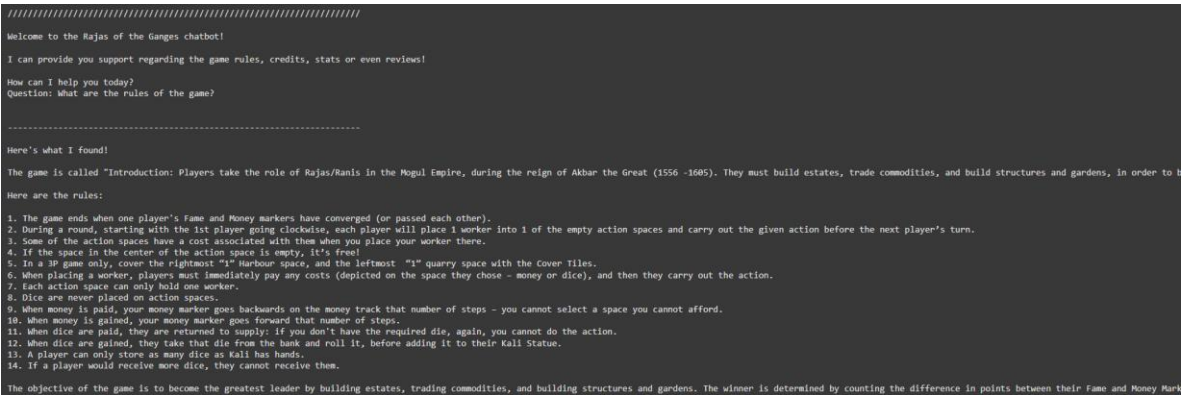 //////////////////////////////////////////////////////////////////////
Welcome to the Rajas of the Ganges chatbot!
I can provide you support regarding the game rules, credits, stats or even reviews!
How can I help you today?
Question: What are the rules of the game?
----------------------------------------------------------------------
Here's what I found!
The game is called "Introduction: Players take the role of Rajas/Ranis in the Mogul Empire, during the reign of Akbar the Great (1556 -1605). They must build estates, trade commodities, and build structures and gardens, in order to b
Here are the rules:
1. The game ends when one player's Fame and Money markers have converged (or passed each other).
2. During a round, starting with the 1st player going clockwise, each player will place 1 worker into 1 of the empty action spaces and carry out the given action before the next player’s turn.
3. Some of the action spaces have a cost associated with them when you place your worker there.
4. If the space in the center of the action space is empty, it’s free!
5. In a 3P game only, cover the rightmost “1” Harbour space, and the leftmost “1” quarry space with the Cover Tiles.
6. When placing a worker, players must immediately pay any costs (depicted on the space they chose – money or dice), and then they carry out the action.
7. Each action space can only hold one worker.
8. Dice are never placed on action spaces.
9. When money is paid, your money marker goes backwards on the money track that number of steps – you cannot select a space you cannot afford.
10. When money is gained, your money marker goes forward that number of steps.
11. When dice are paid, they are returned to supply: if you don't have the required die, again, you cannot do the action.
12. When dice are gained, they take that die from the bank and roll it, before adding it to their Kali Statue.
13. A player can only store as many dice as Kali has hands.
14. If a player would receive more dice, they cannot receive them.
The objective of the game is to become the greatest leader by building estates, trading commodities, and building structures and gardens. The winner is determined by counting the difference in points between their Fame and Money Mark